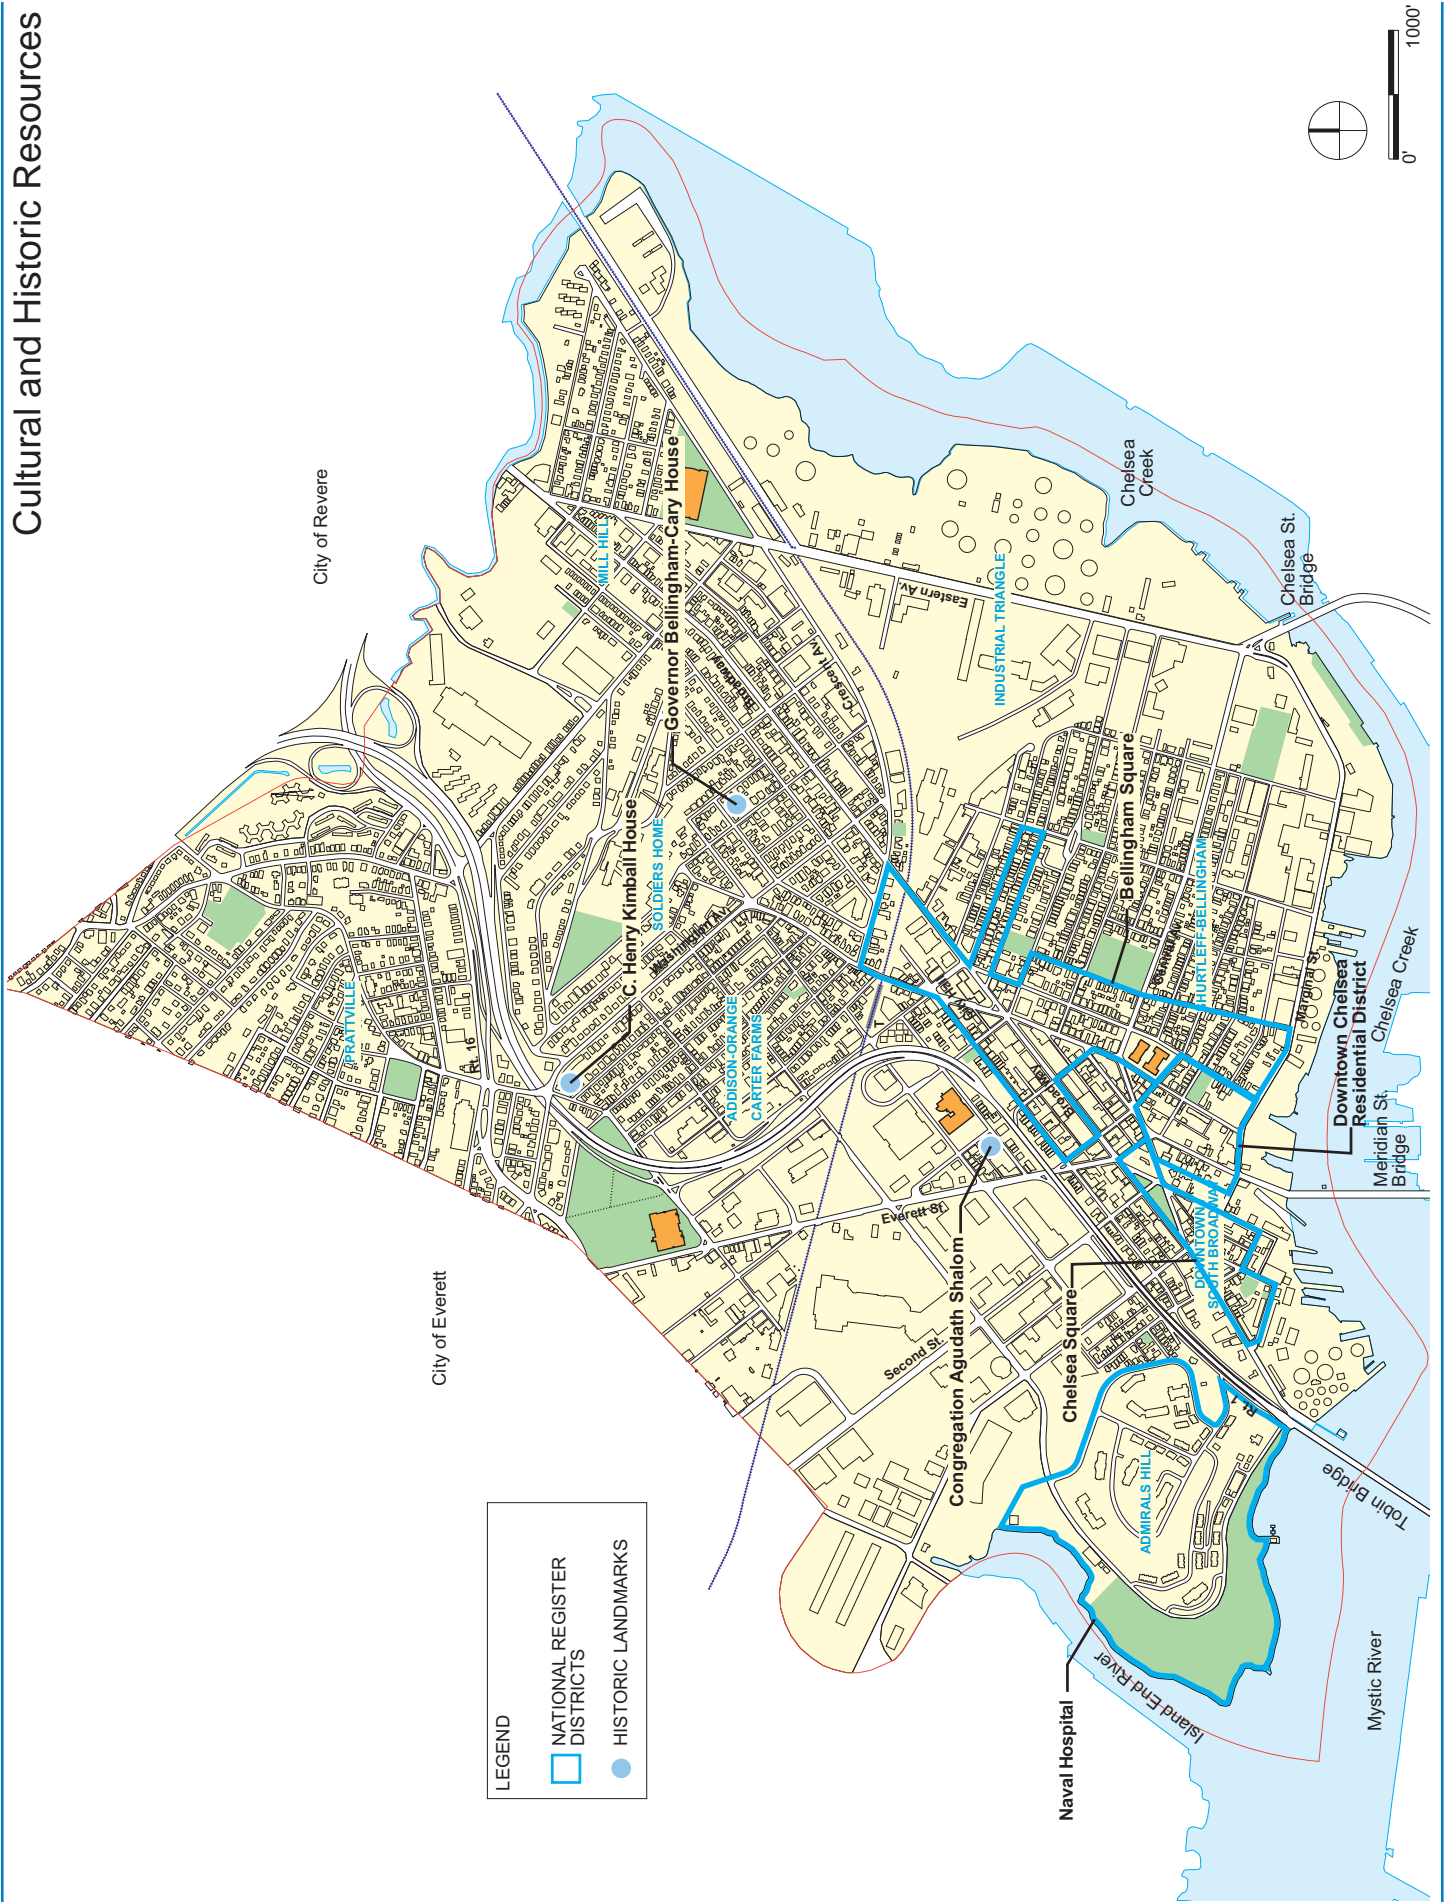 Cultural and Historic Resources
City of Revere
City of Everett
PRATTVILLE
Rt. 16
MILL HILL
Governor Bellingham-Cary House
C. Henry Kimball House
SOLDIERS HOME
Washington Av.
Broadway
Crescent Av.
Eastern Av.
INDUSTRIAL TRIANGLE
Chelsea
Creek
Chelsea St.
Bridge
ADDISON-ORANGE
CARTER FARMS
Bellingham Square
SHURTLEFF-BELLINGHAM
Marginal St.
Broadway
Everett St.
Second St.
Congregation Agudath Shalom
Chelsea Square
DOWNTOWN
SOUTH BROADWAY
Downtown Chelsea
Residential District
Chelsea Creek
Meridian St.
Bridge
ADMIRALS HILL
Rt. 1
Tobin Bridge
Naval Hospital
Island End River
Mystic River
LEGEND
NATIONAL REGISTER
DISTRICTS
HISTORIC LANDMARKS
0'
1000'